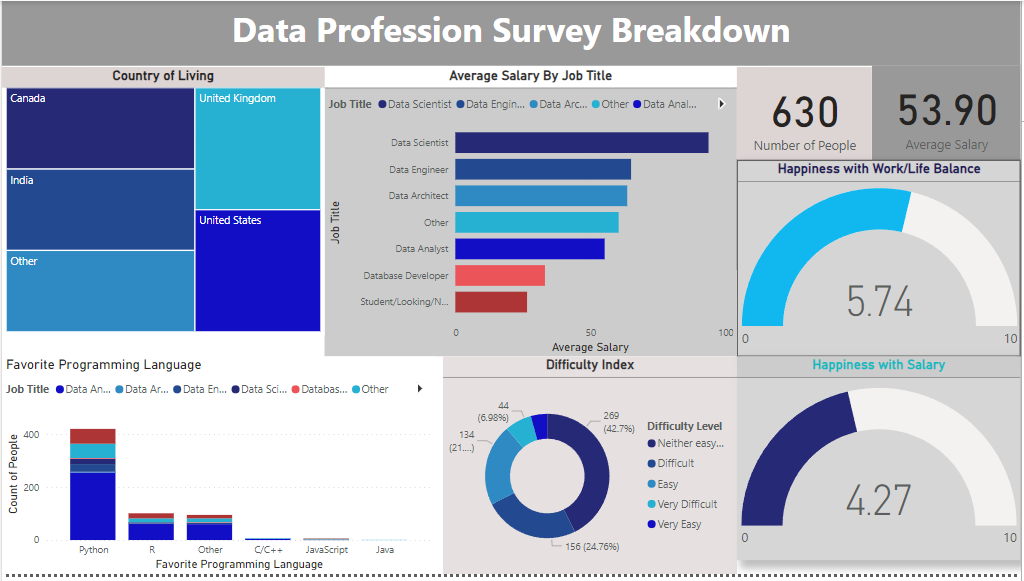 Data Profession Survey Breakdown
Country of Living
Canada
United Kingdom
India
United States
Other
Average Salary By Job Title
Job Title Data Scientist Data Engin... Data Arc... Other Data Anal...
Job Title
Data Scientist
Data Engineer
Data Architect
Other
Data Analyst
Database Developer
Student/Looking/N...
0 50 100
Average Salary
630
Number of People
53.90
Average Salary
Happiness with Work/Life Balance
5.74
0 10
Favorite Programming Language
Job Title Data An... Data Ar... Data En... Data Sci... Databas... Other
Count of People
400
200
0
Python R Other C/C++ JavaScript Java
Favorite Programming Language
Difficulty Index
44
(6.98%)
269
(42.7%)
134
(21....)
156 (24.76%)
Difficulty Level
Neither easy...
Difficult
Easy
Very Difficult
Very Easy
Happiness with Salary
4.27
0 10